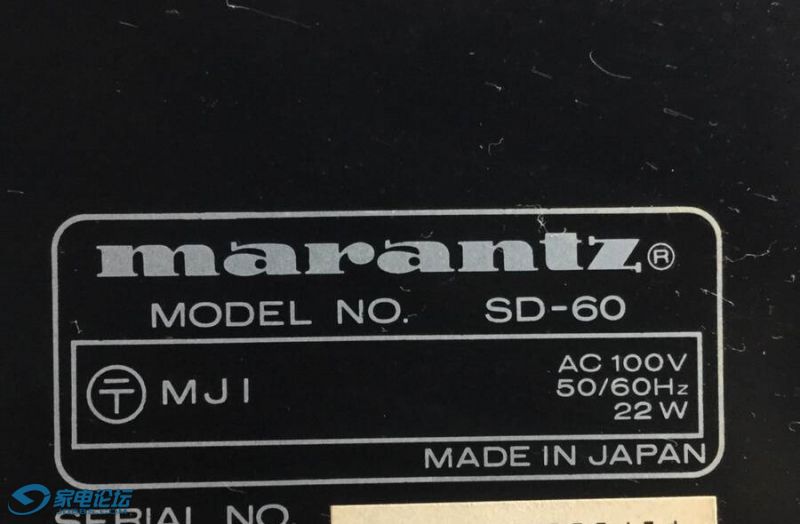 marantz®
MODEL NO. SD-60
〒 MJI
AC 100V
50/60Hz
22W
MADE IN JAPAN
SERIAL NO.
家电论坛